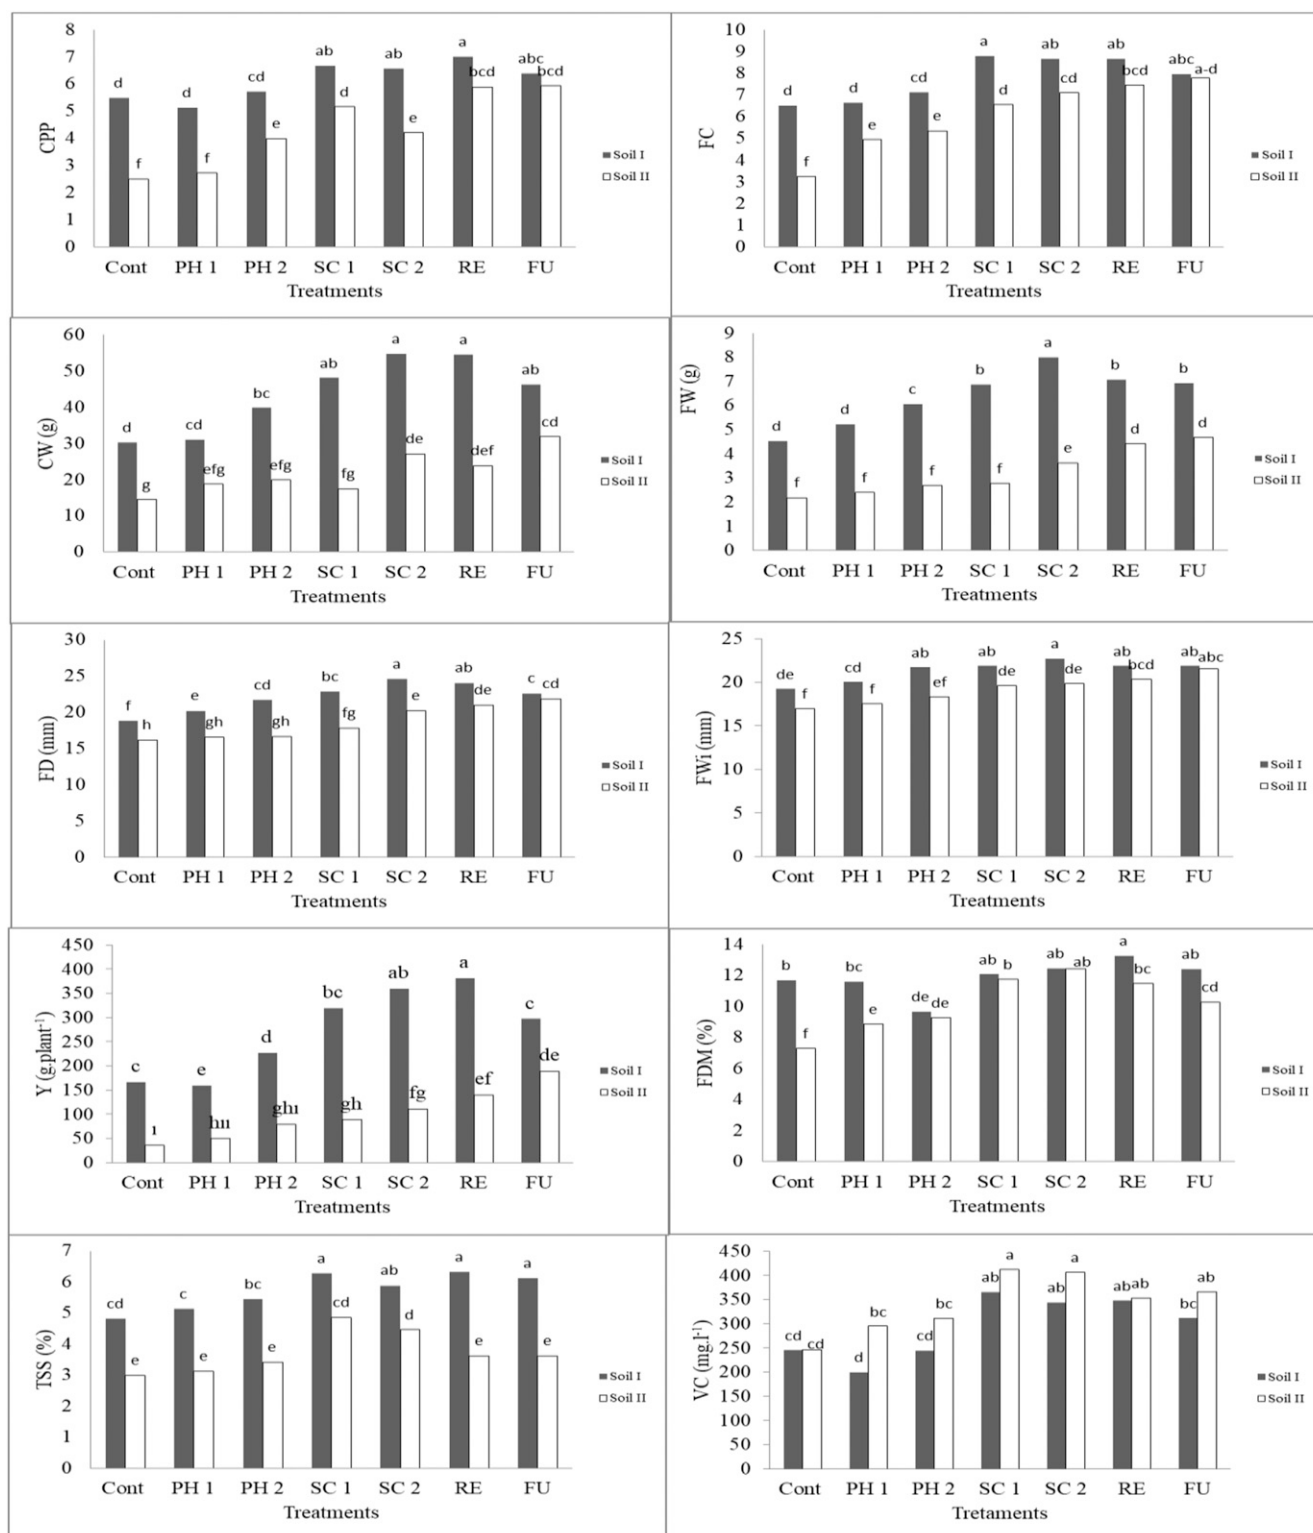 CPP
8
7
6
5
4
3
2
1
0
d f d f cd e ab d ab e a bcd abc bcd
Cont PH 1 PH 2 SC 1 SC 2 RE FU
Treatments
Soil I
Soil II
FC
10
9
8
7
6
5
4
3
2
1
0
d f d e cd e a d ab cd ab bcd abc a-d
Cont PH 1 PH 2 SC 1 SC 2 RE FU
Treatments
Soil I
Soil II
CW (g)
60
50
40
30
20
10
0
d g cd efg bc efg ab fg a de a def ab cd
Cont PH 1 PH 2 SC 1 SC 2 RE FU
Treatments
Soil I
Soil II
FW (g)
9
8
7
6
5
4
3
2
1
0
d f d f c f b f a e b d b d
Cont PH 1 PH 2 SC 1 SC 2 RE FU
Treatments
Soil I
Soil II
FD (mm)
30
25
20
15
10
5
0
f h e gh cd gh bc fg a e ab de c cd
Cont PH 1 PH 2 SC 1 SC 2 RE FU
Treatments
Soil I
Soil II
FWi (mm)
25
20
15
10
5
0
de f cd f ab ef ab de a de ab bcd ab abc
Cont PH 1 PH 2 SC 1 SC 2 RE FU
Tretaments
Soil I
Soil II
Y (g.plant-1)
450
400
350
300
250
200
150
100
50
0
c ı e hıı d ghı bc gh ab fg a ef c de
Cont PH 1 PH 2 SC 1 SC 2 RE FU
Treatments
Soil I
Soil II
FDM (%)
14
12
10
8
6
4
2
0
b f bc e de de ab b ab ab a bc ab cd
Cont PH 1 PH 2 SC 1 SC 2 RE FU
Treatments
Soil I
Soil II
TSS (%)
7
6
5
4
3
2
1
0
cd e c e bc e a cd ab d a e a e
Cont PH 1 PH 2 SC 1 SC 2 RE FU
Treatments
Soil I
Soil II
VC (mg.l-1)
450
400
350
300
250
200
150
100
50
0
cd cd d bc cd bc ab a ab a ab ab bc ab
Cont PH 1 PH 2 SC 1 SC 2 RE FU
Tretaments
Soil I
Soil II